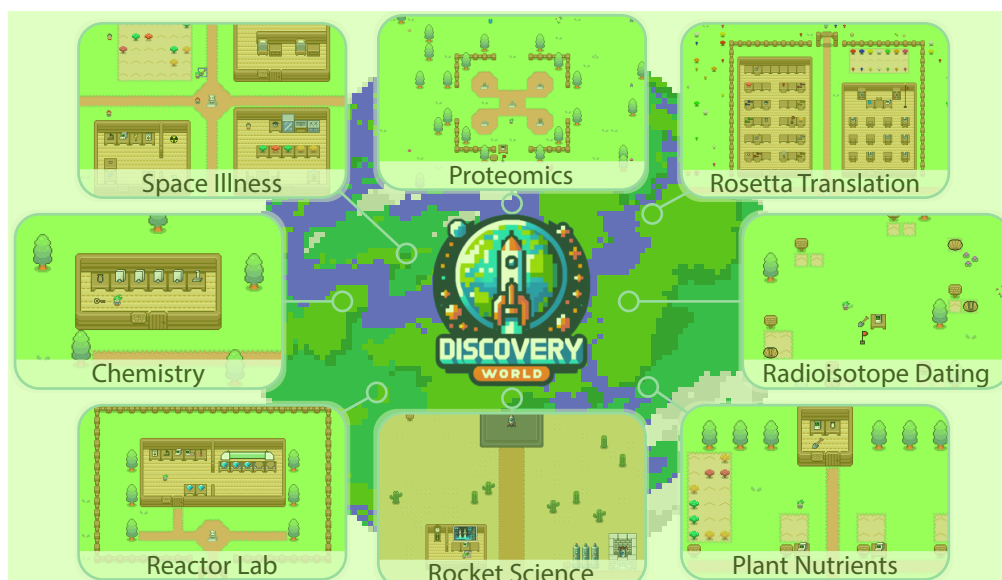 Space Illness
Proteomics
Rosetta Translation
Chemistry
DISCOVERY
WORLD
Radioisotope Dating
Reactor Lab
Rocket Science
Plant Nutrients